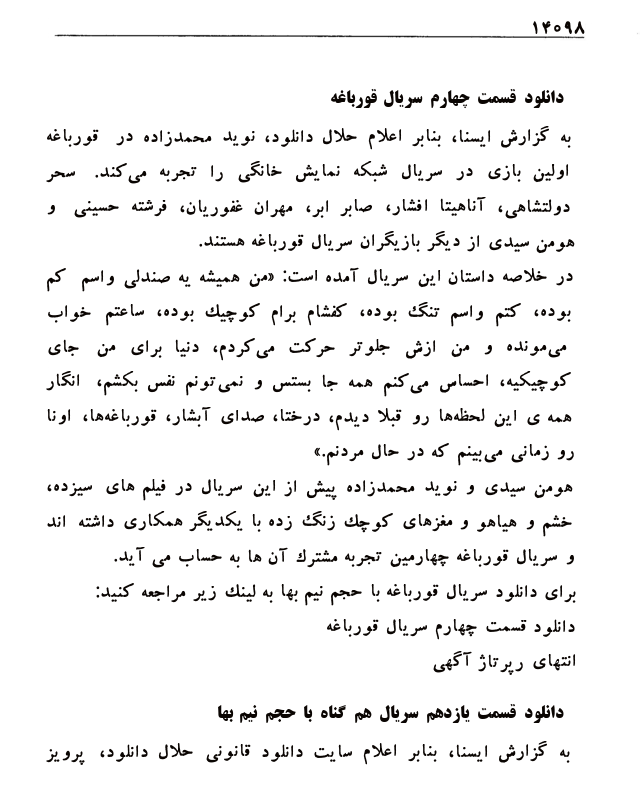 ۱۴۰۹۸
دانلود قسمت چهارم سریال قورباغه
به گزارش ایسنا، بنابر اعلام حلال دانلود، نوید محمدزاده در قورباغه
اولین بازی در سریال شبکه نمایش خانگی را تجربه می‌کند. سحر
دولتشاهی، آناهیتا افشار، صابر ابر، مهران غفوریان، فرشته حسینی و
هومن سیدی از دیگر بازیگران سریال قورباغه هستند.
در خلاصه داستان این سریال آمده است: «من همیشه یه صندلی واسم کم
بوده، کتم واسم تنگ بوده، کفشام برام کوچیک بوده، ساعتم خواب
می‌مونده و من ازش جلوتر حرکت می‌کردم، دنیا برای من جای
کوچیکیه، احساس می‌کنم همه جا بستس و نمی‌تونم نفس بکشم، انگار
همه ی این لحظه‌ها رو قبلا دیدم، درختا، صدای آبشار، قورباغه‌ها، اونا
رو زمانی می‌بینم که در حال مردنم.»
هومن سیدی و نوید محمدزاده پیش از این سریال در فیلم های سیزده،
خشم و هیاهو و مغزهای کوچک زنگ زده با یکدیگر همکاری داشته اند
و سریال قورباغه چهارمین تجربه مشترک آن ها به حساب می آید.
برای دانلود سریال قورباغه با حجم نیم بها به لینک زیر مراجعه کنید:
دانلود قسمت چهارم سریال قورباغه
انتهای رپرتاژ آگهی
دانلود قسمت یازدهم سریال هم گناه با حجم نیم بها
به گزارش ایسنا، بنابر اعلام سایت دانلود قانونی حلال دانلود، پرویز